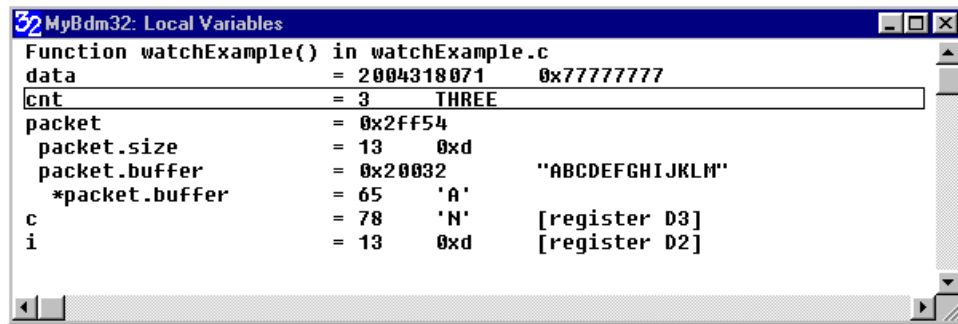 32 MyBdm32: Local Variables
Function watchExample() in watchExample.c
data = 2004318071 0x77777777
cnt = 3 THREE
packet = 0x2ff54
packet.size = 13 0xd
packet.buffer = 0x20032 "ABCDEFGHIJKLM"
*packet.buffer = 65 'A'
c = 78 'N' [register D3]
i = 13 0xd [register D2]